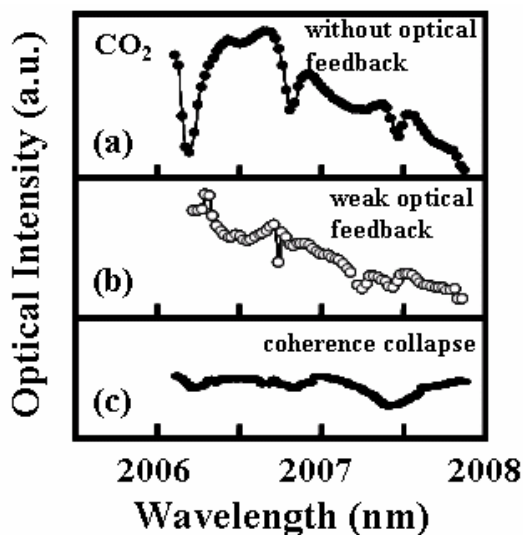 Optical Intensity (a.u.)
CO₂
without optical
feedback
(a)
weak optical
feedback
(b)
coherence collapse
(c)
2006
2007
2008
Wavelength (nm)